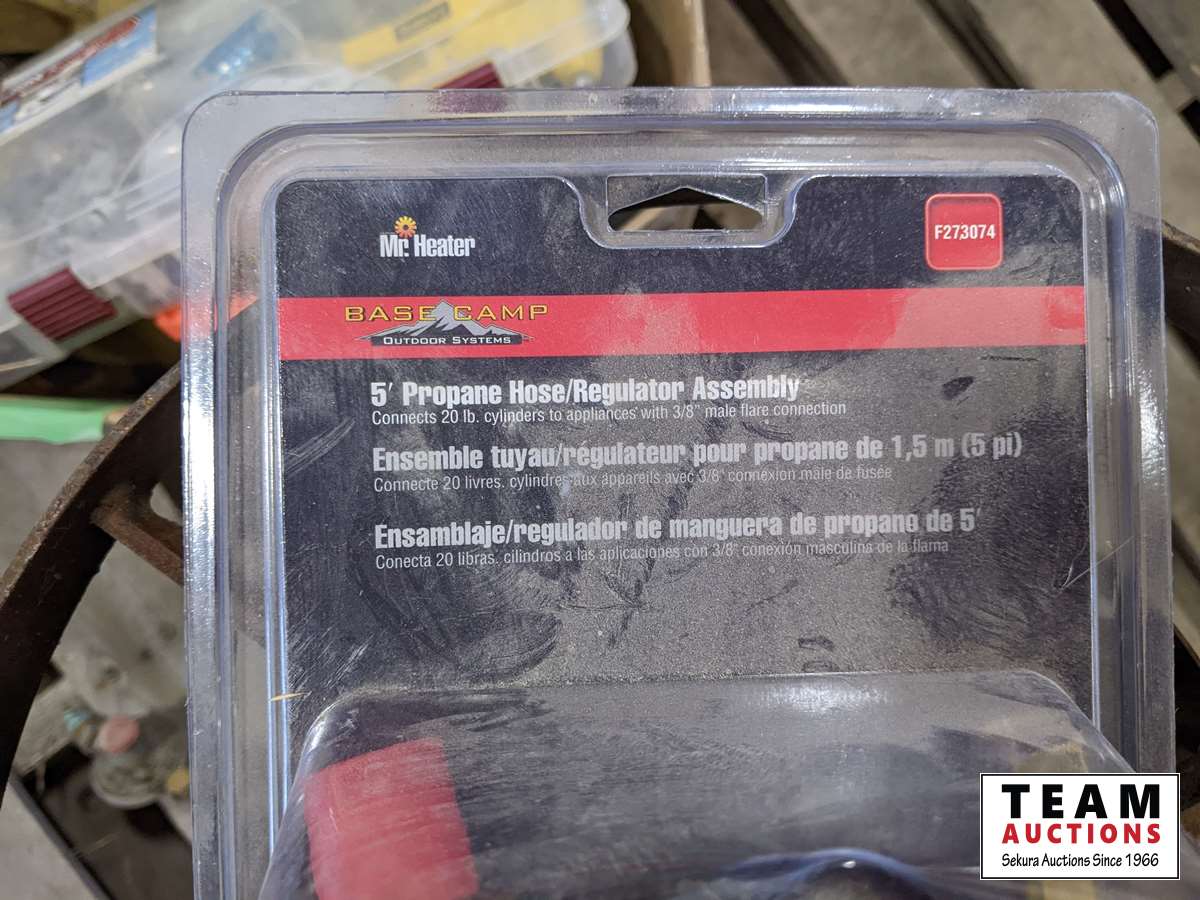 Mr. Heater
F273074
BASE CAMP
OUTDOOR SYSTEMS
5' Propane Hose/Regulator Assembly
Connects 20 lb. cylinders to appliances with 3/8" male flare connection
Ensemble tuyau/régulateur pour propane de 1,5 m (5 pi)
Connecte 20 livres. cylindres aux appareils avec 3/8" connexion mâle de fusée
Ensamblaje/regulador de manguera de propane de 5'
Conecta 20 libras. cilindros a las aplicaciones con 3/8" conexión masculins de la flama
TEAM
AUCTIONS
Sekura Auctions Since 1966